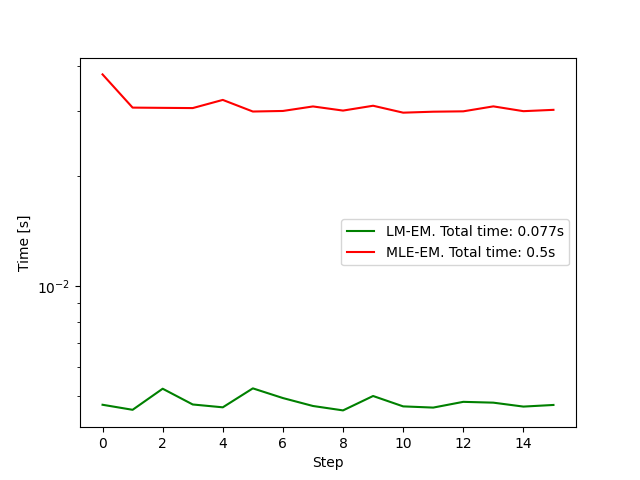 Time [s]
10⁻²
LM-EM. Total time: 0.077s
MLE-EM. Total time: 0.5s
0 2 4 6 8 10 12 14
Step